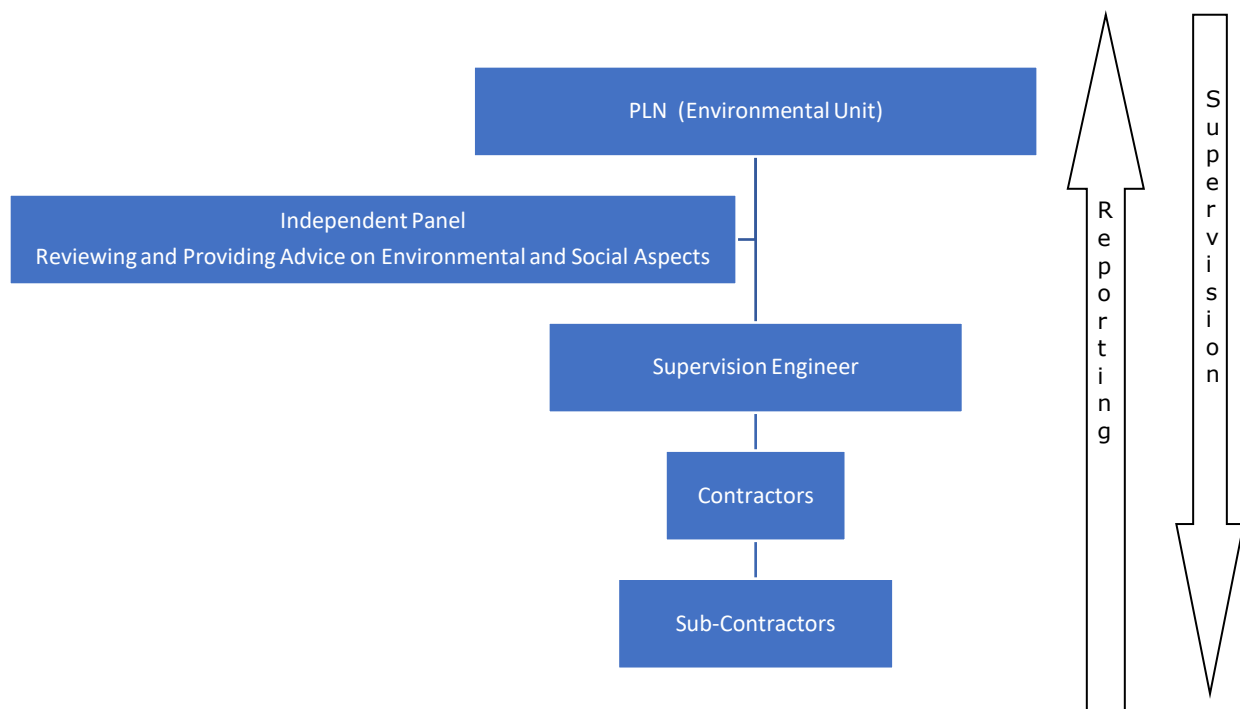 PLN (Environmental Unit)
Independent Panel
Reviewing and Providing Advice on Environmental and Social Aspects
Supervision Engineer
Contractors
Sub-Contractors
Reporting
Supervision